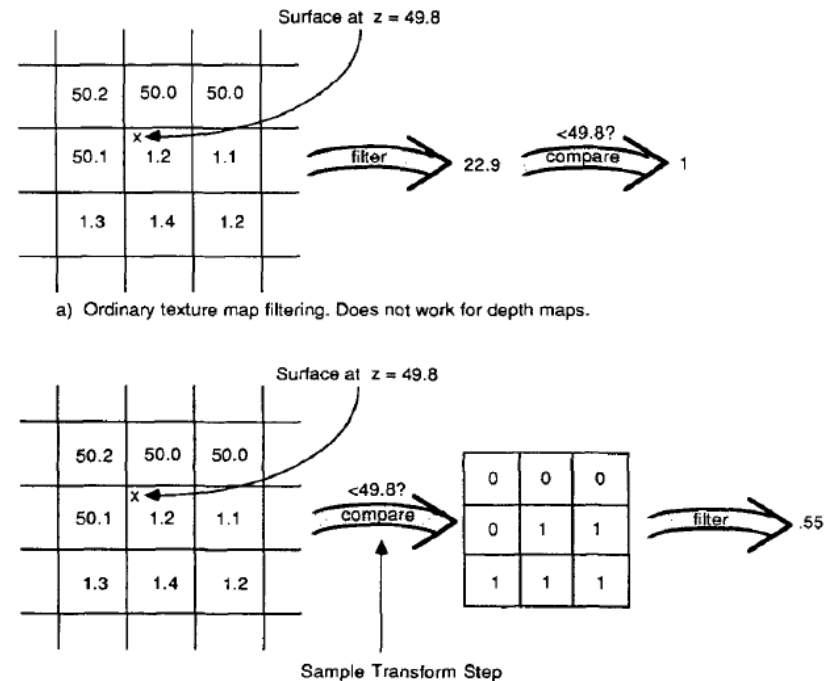 Surface at z = 49.8
50.2 50.0 50.0
x
50.1 1.2 1.1
1.3 1.4 1.2
filter
22.9
<49.8?
compare
1
a) Ordinary texture map filtering. Does not work for depth maps.
Surface at z = 49.8
50.2 50.0 50.0
x
50.1 1.2 1.1
1.3 1.4 1.2
<49.8?
compare
0 0 0
0 1 1
1 1 1
filter
.55
Sample Transform Step